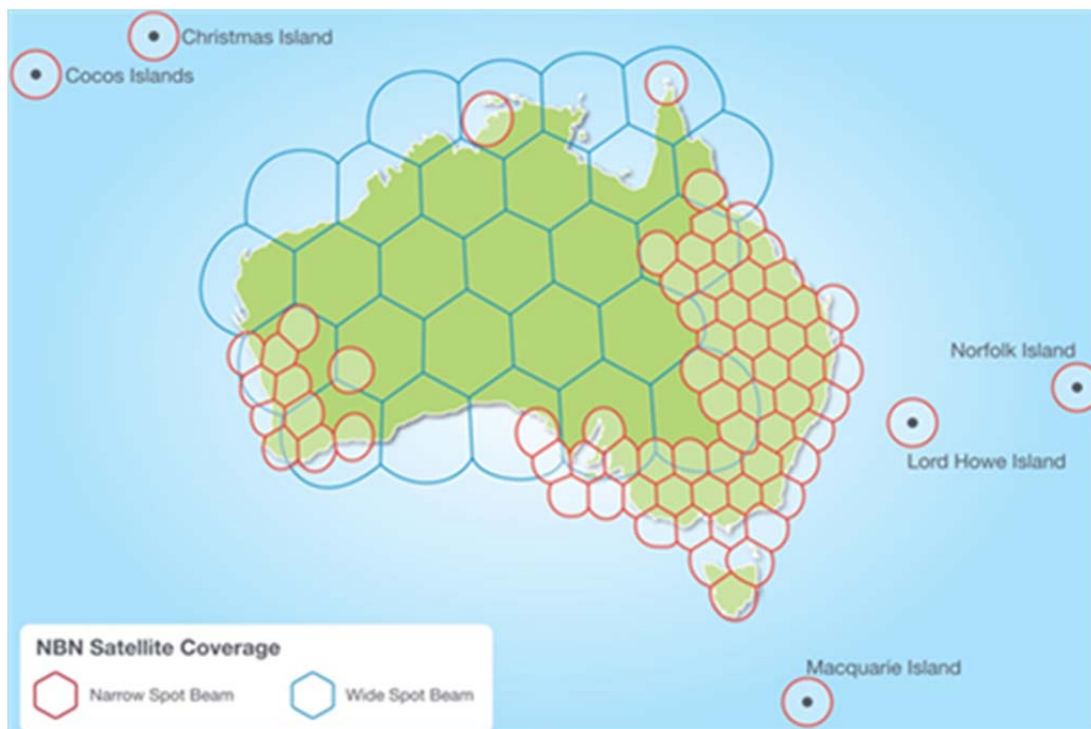 Christmas Island
Cocos Islands
Norfolk Island
Lord Howe Island
Macquarie Island
NBN Satellite Coverage
Narrow Spot Beam
Wide Spot Beam